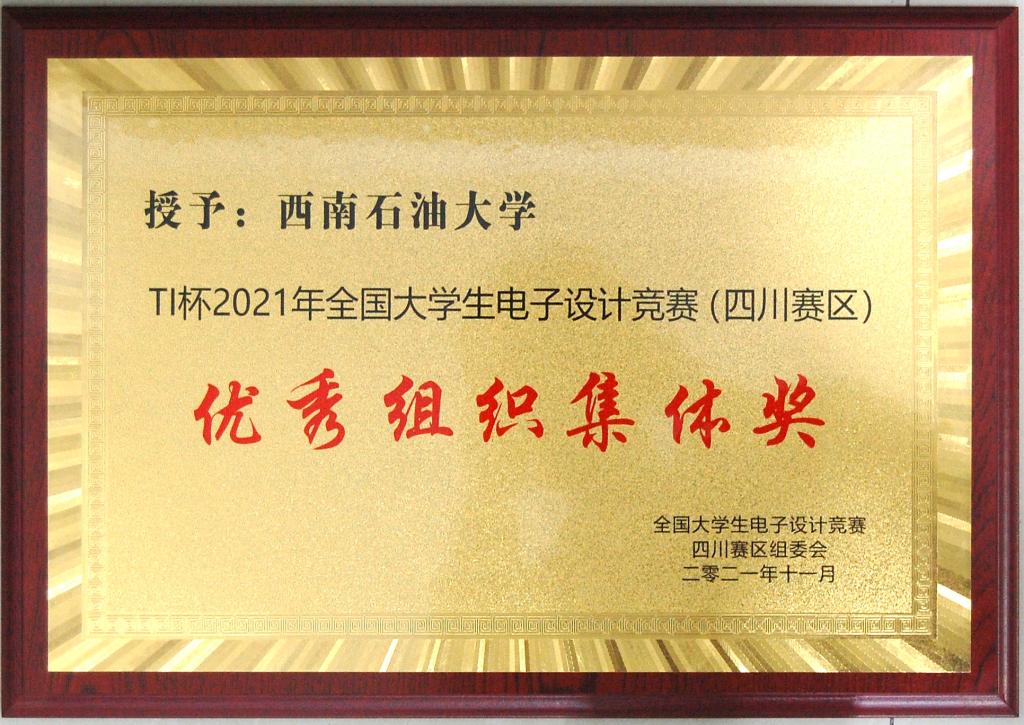 授予：西南石油大学
TI杯2021年全国大学生电子设计竞赛（四川赛区）
优秀组织集体奖
全国大学生电子设计竞赛
四川赛区组委会
二零二一年十一月